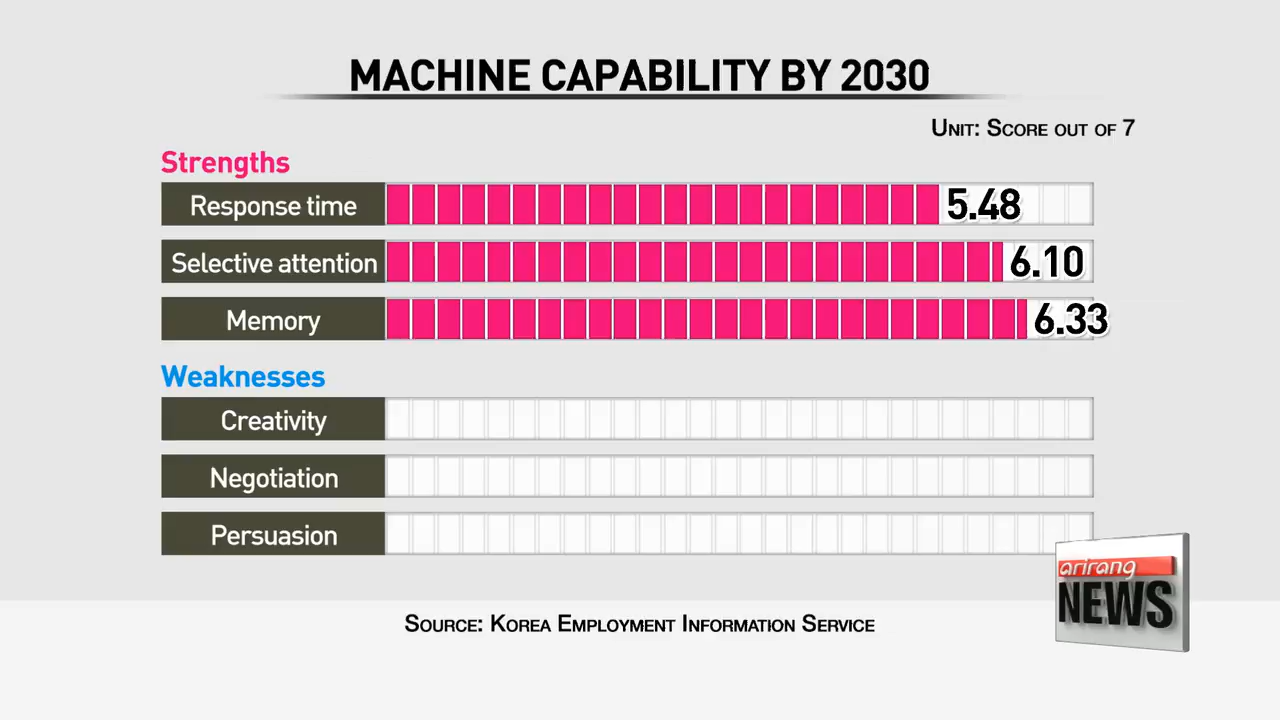 MACHINE CAPABILITY BY 2030
UNIT: SCORE OUT OF 7
Strengths
Response time 5.48
Selective attention 6.10
Memory 6.33
Weaknesses
Creativity
Negotiation
Persuasion
arirang
NEWS
SOURCE: KOREA EMPLOYMENT INFORMATION SERVICE